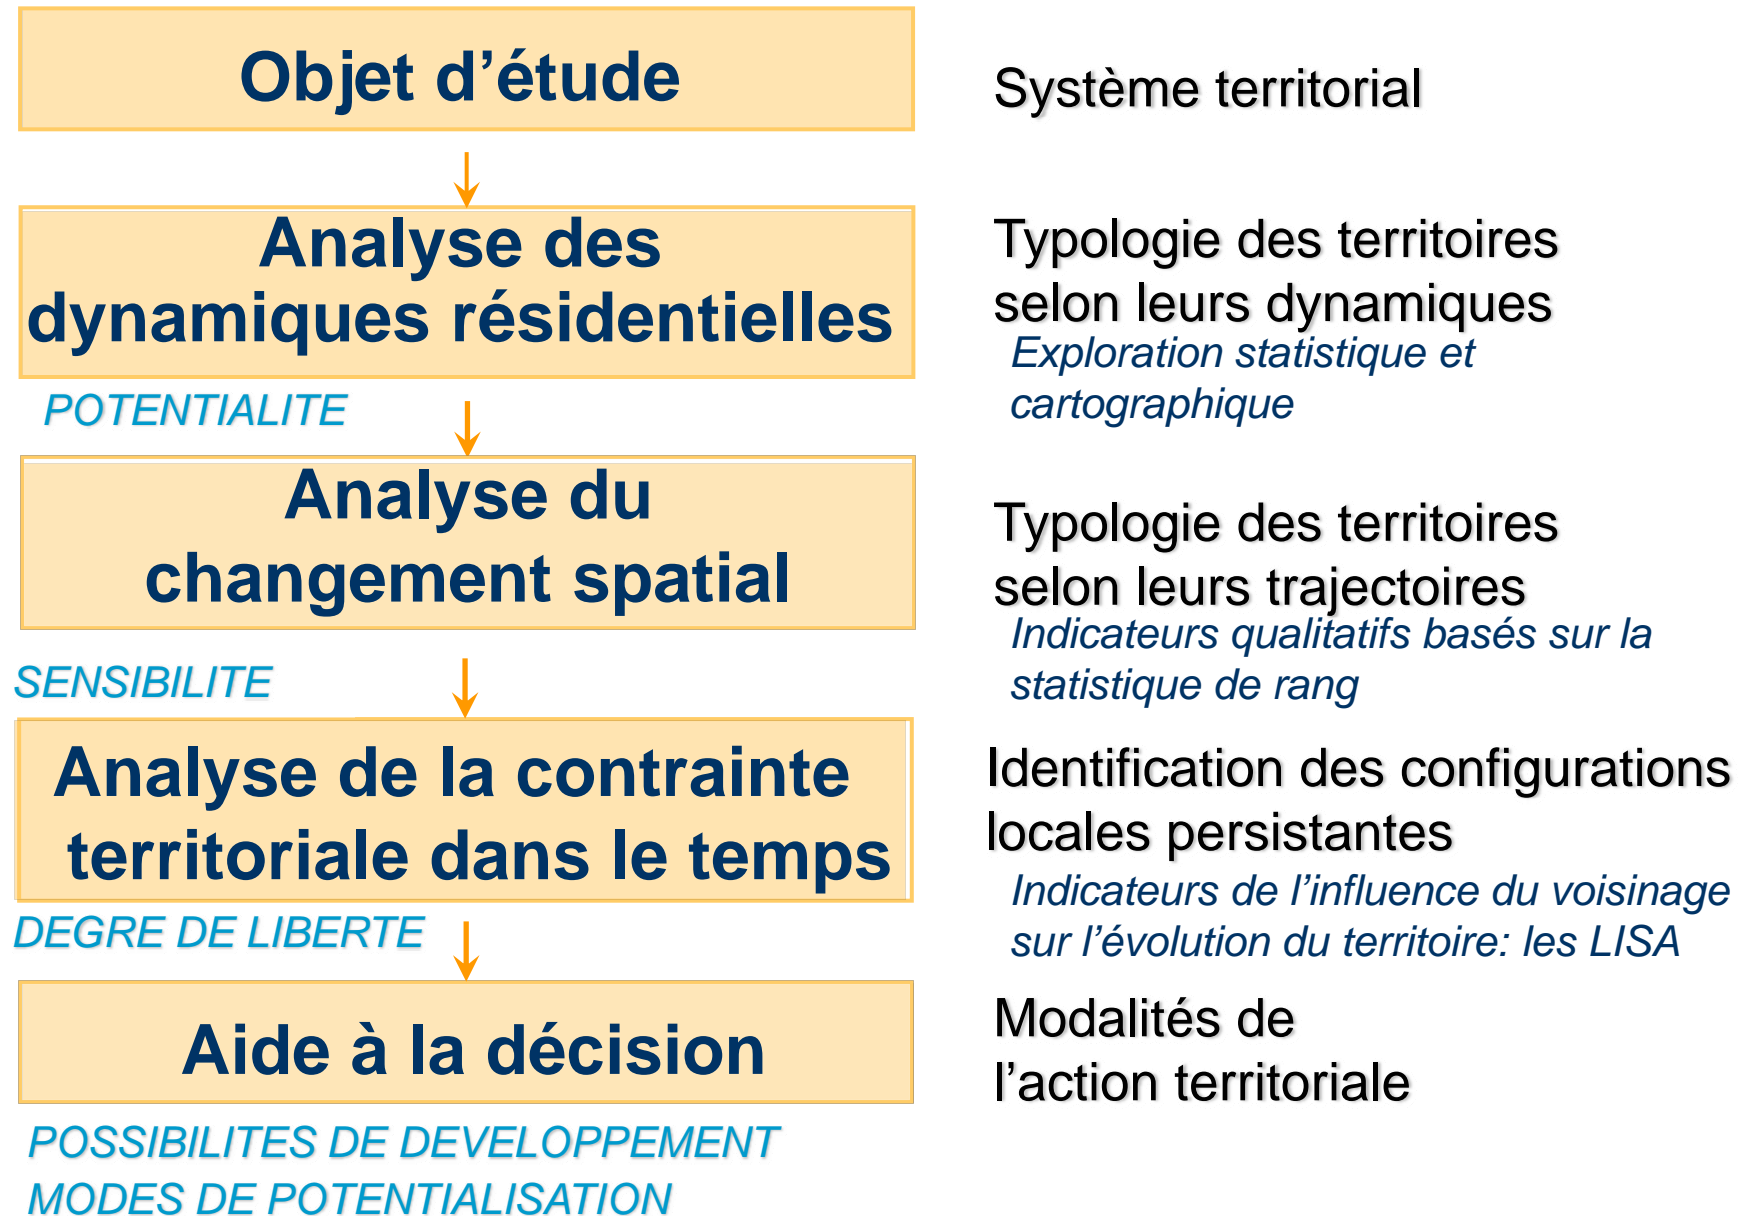 Objet d’étude
Système territorial
Analyse des
dynamiques résidentielles
Typologie des territoires
selon leurs dynamiques
Exploration statistique et
cartographique
POTENTIALITE
Analyse du
changement spatial
Typologie des territoires
selon leurs trajectoires
Indicateurs qualitatifs basés sur la
statistique de rang
SENSIBILITE
Analyse de la contrainte
territoriale dans le temps
Identification des configurations
locales persistantes
Indicateurs de l’influence du voisinage
sur l’évolution du territoire: les LISA
DEGRE DE LIBERTE
Aide à la décision
Modalités de
l’action territoriale
POSSIBILITES DE DEVELOPPEMENT
MODES DE POTENTIALISATION